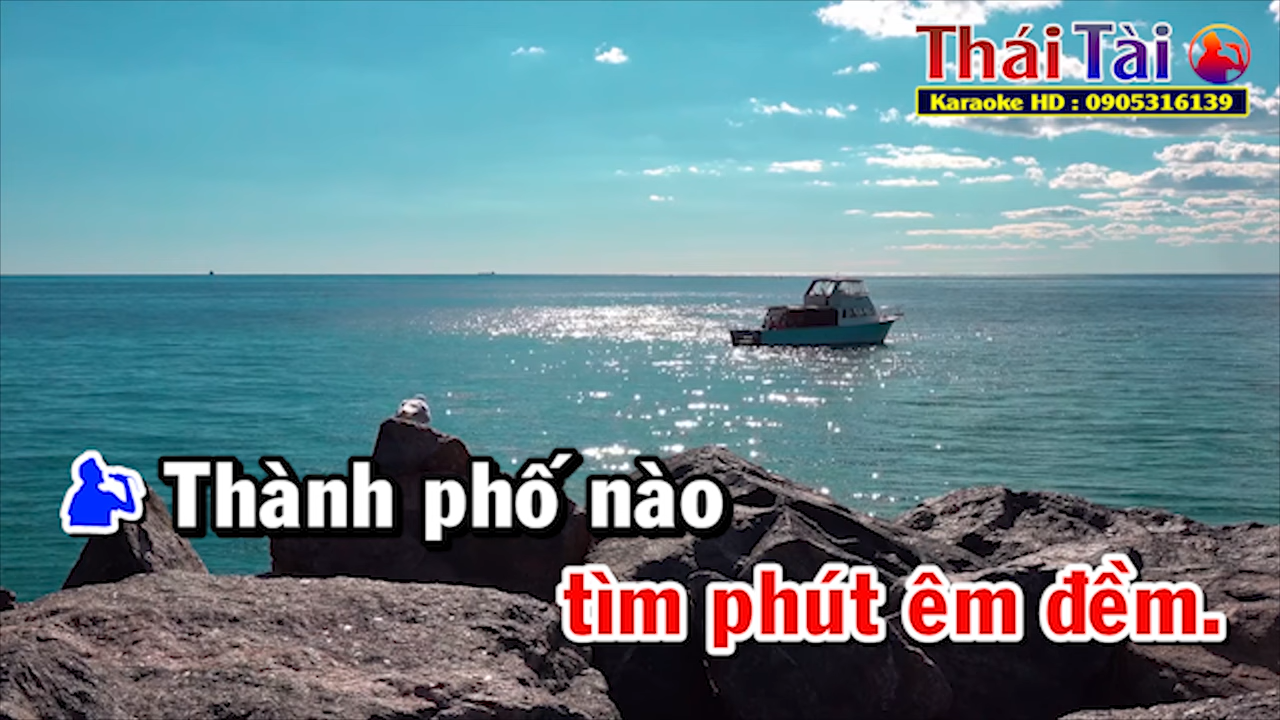 Thái Tài
Karaoke HD : 0905316139
Thành phố nào
tìm phút êm đềm.